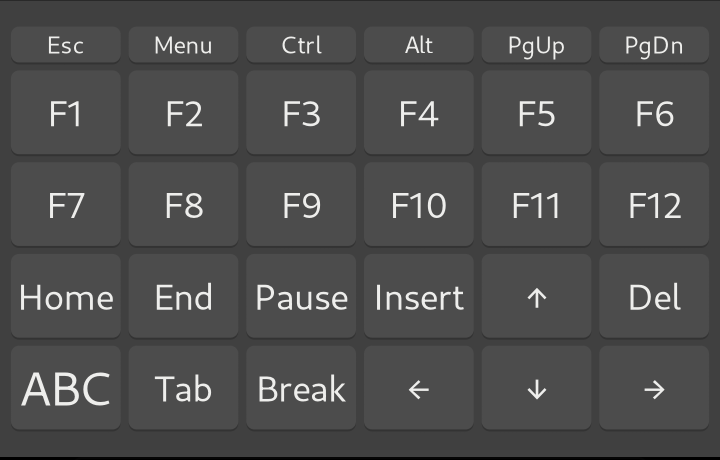 Esc Menu Ctrl Alt PgUp PgDn
F1 F2 F3 F4 F5 F6
F7 F8 F9 F10 F11 F12
Home End Pause Insert ↑ Del
ABC Tab Break ← ↓ →